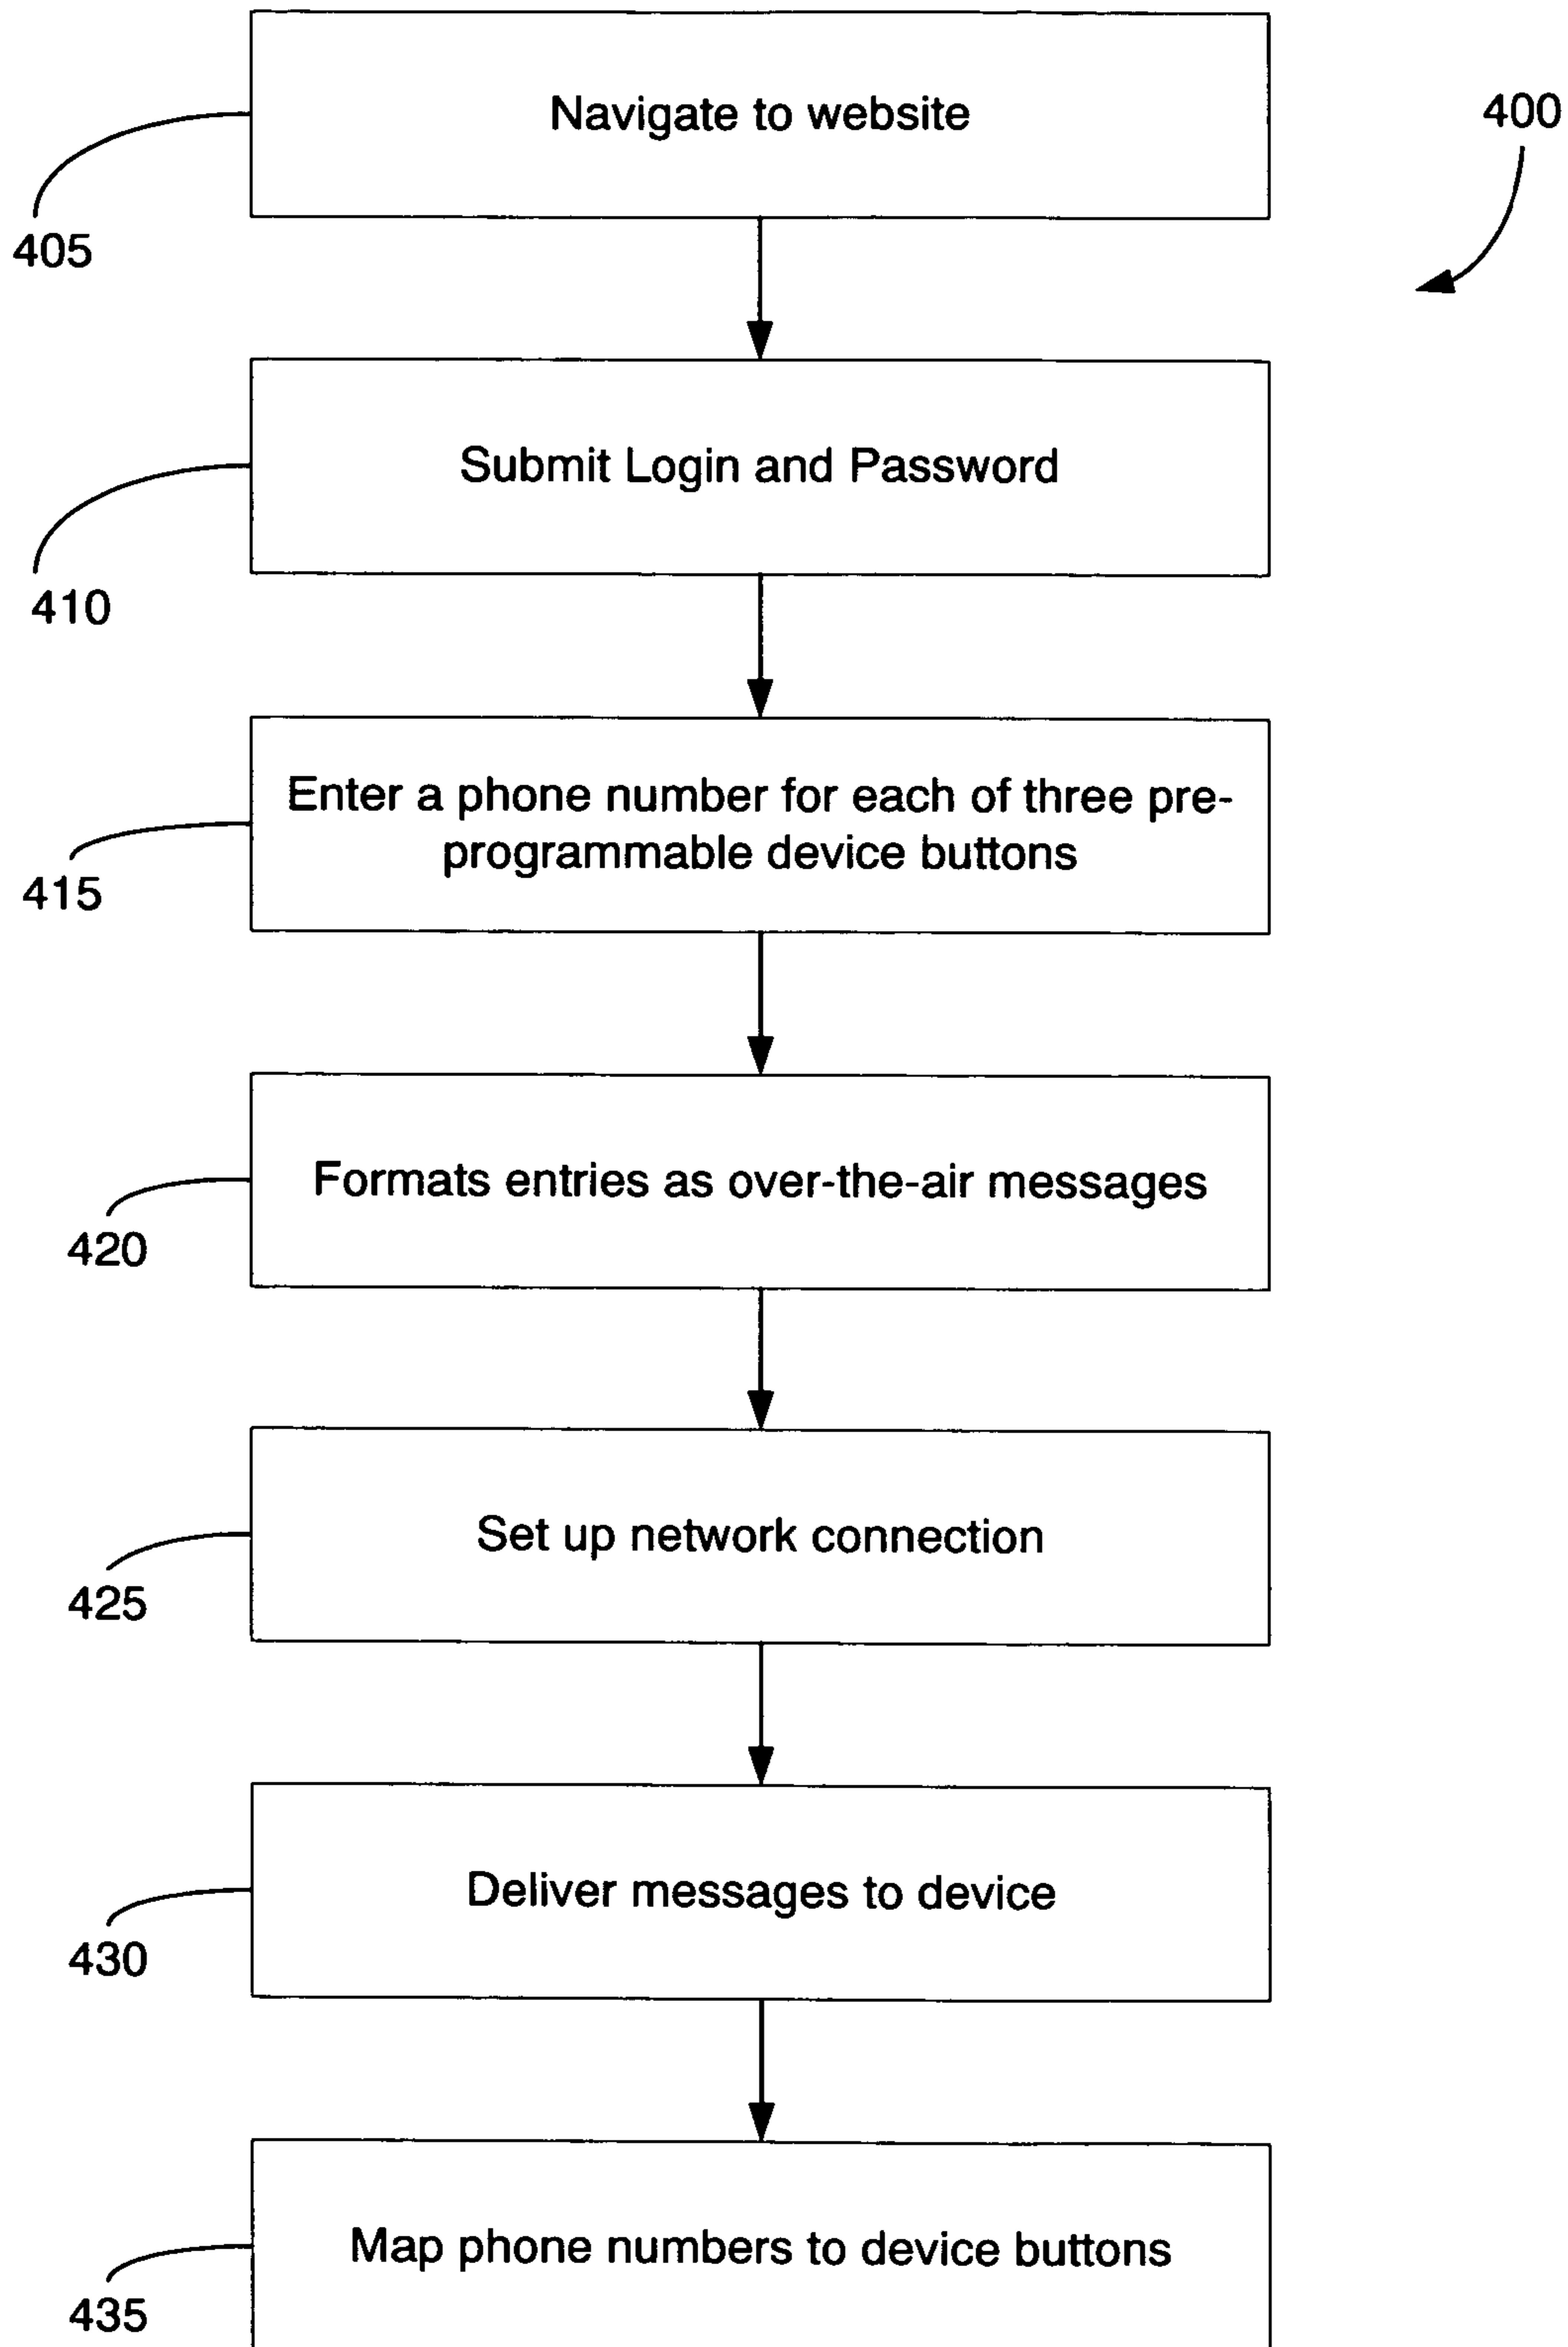 Navigate to website
400
405
Submit Login and Password
410
Enter a phone number for each of three pre-
programmable device buttons
415
Formats entries as over-the-air messages
420
Set up network connection
425
Deliver messages to device
430
Map phone numbers to device buttons
435